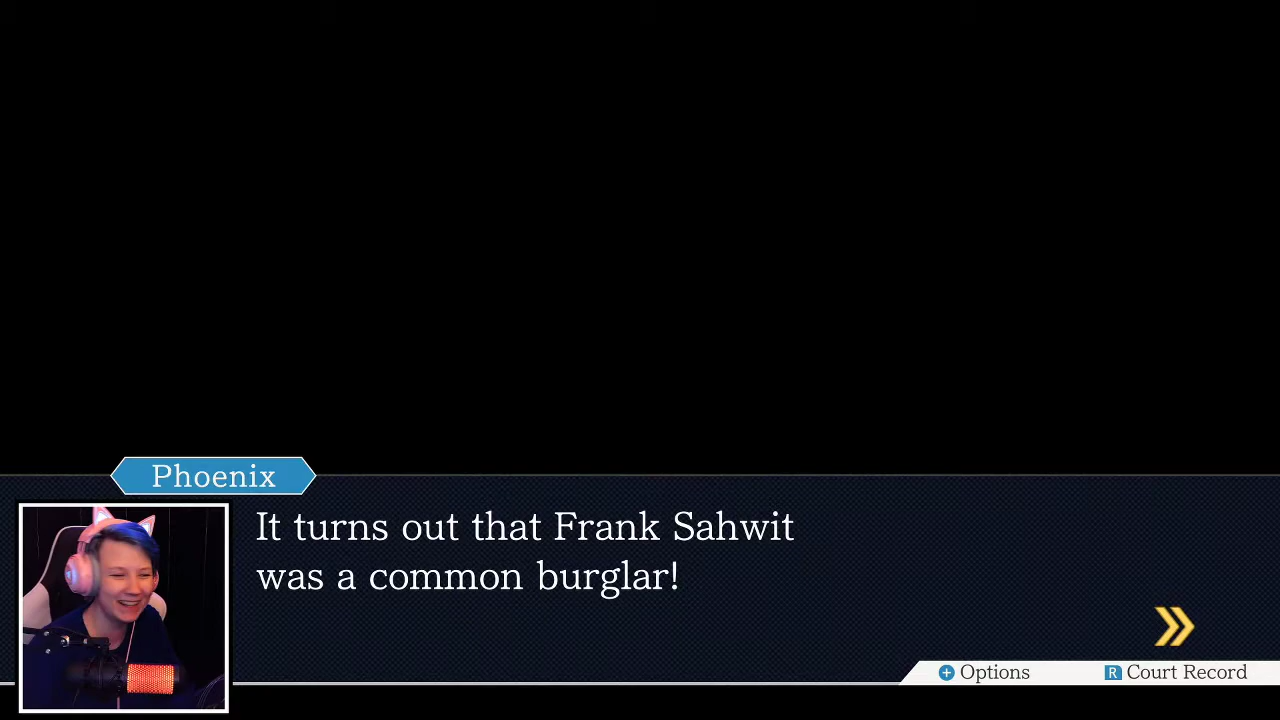 Phoenix
It turns out that Frank Sahwit
was a common burglar!
+ Options
R Court Record